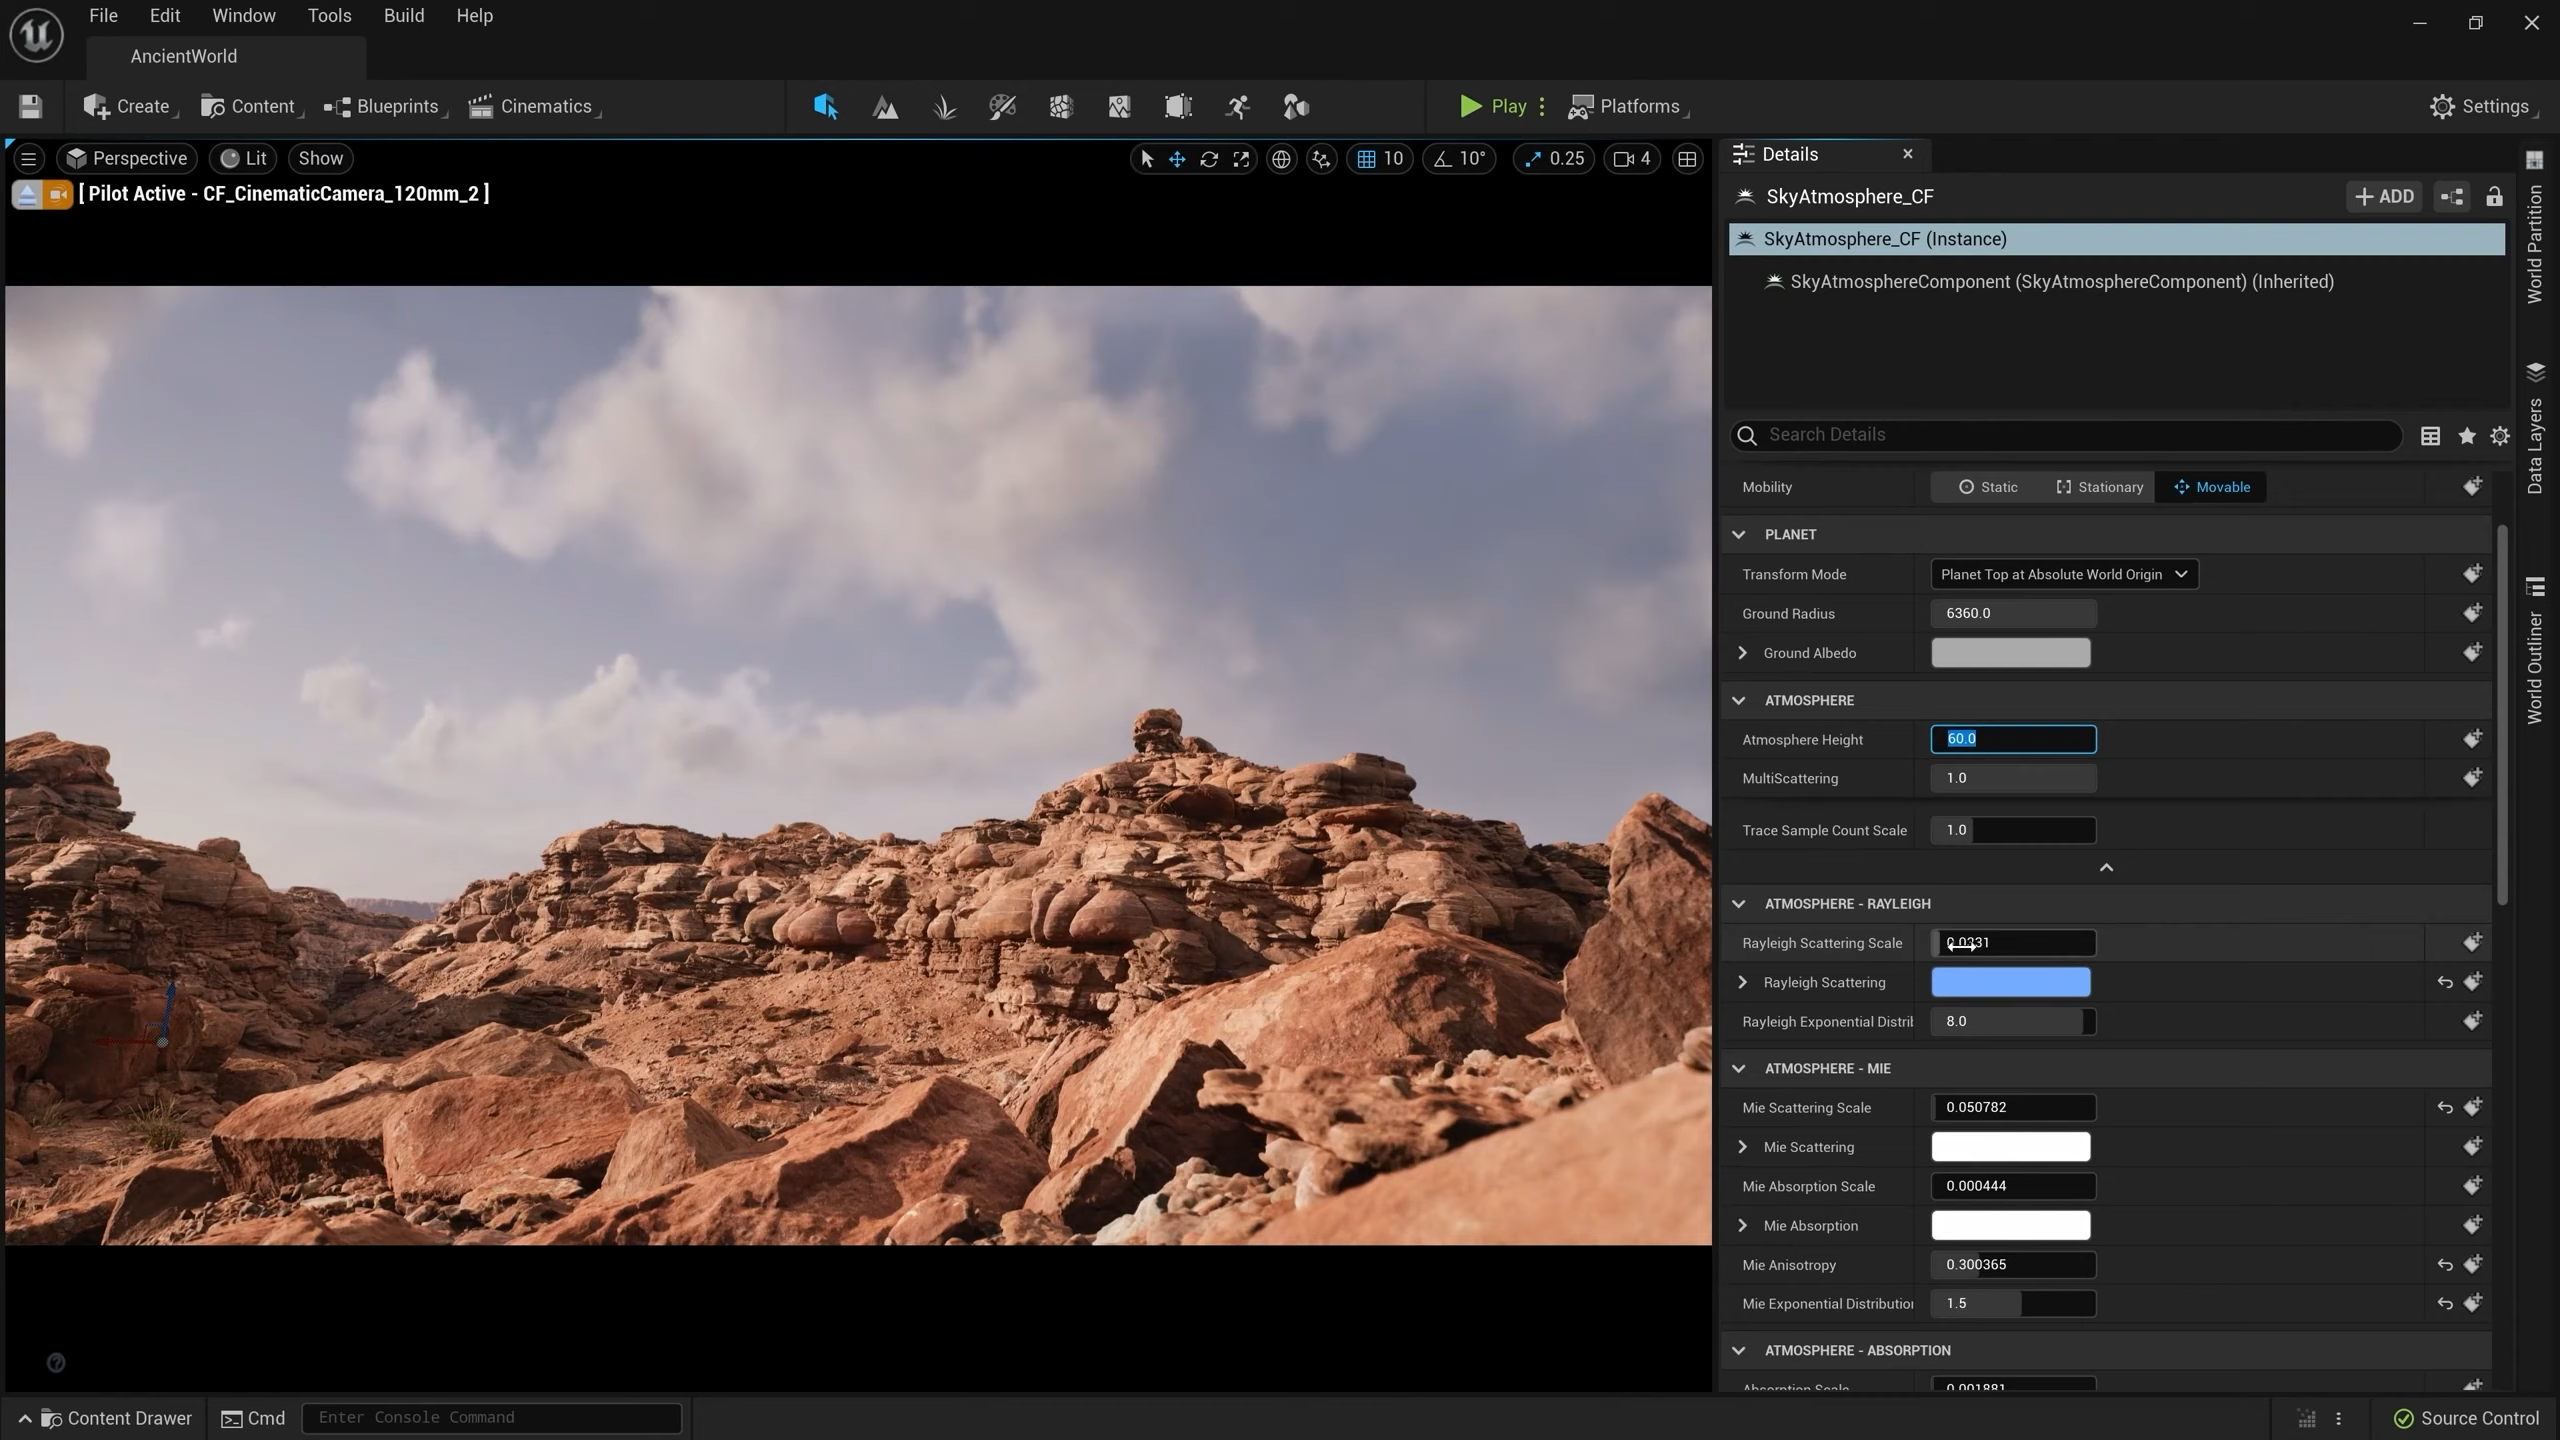 File Edit Window Tools Build Help
AncientWorld
Create Content Blueprints Cinematics Play Platforms Settings
Perspective Lit Show 10 10° 0.25 4
[ Pilot Active - CF_CinematicCamera_120mm_2 ]
Details
SkyAtmosphere_CF
ADD
SkyAtmosphere_CF (Instance)
SkyAtmosphereComponent (SkyAtmosphereComponent) (Inherited)
Search Details
Mobility Static Stationary Movable
PLANET
Transform Mode Planet Top at Absolute World Origin
Ground Radius 6360.0
Ground Albedo
ATMOSPHERE
Atmosphere Height 60.0
MultiScattering 1.0
Trace Sample Count Scale 1.0
ATMOSPHERE - RAYLEIGH
Rayleigh Scattering Scale
Rayleigh Scattering
Rayleigh Exponential Distrib 8.0
ATMOSPHERE - MIE
Mie Scattering Scale 0.050782
Mie Scattering
Mie Absorption Scale 0.000444
Mie Absorption
Mie Anisotropy 0.300365
Mie Exponential Distribution 1.5
ATMOSPHERE - ABSORPTION
Absorption Scale 0.001881
World Partition
Data Layers
World Outliner
Content Drawer Cmd Enter Console Command Source Control